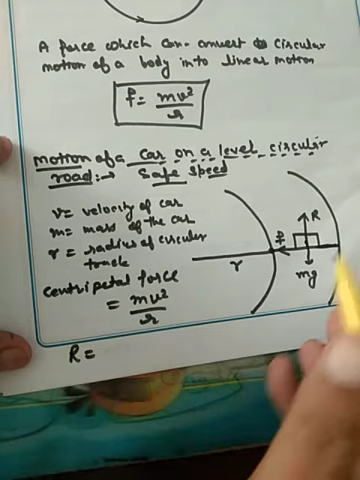 A force which can convert circular
motion of a body into linear motion
f = mv²/r
motion of a car on a level circular
road :→ Safe speed
v = velocity of car
m = mass of the car
r = radius of circular
track
centripetal force
= mv²/r
R =
R
f
r
mg